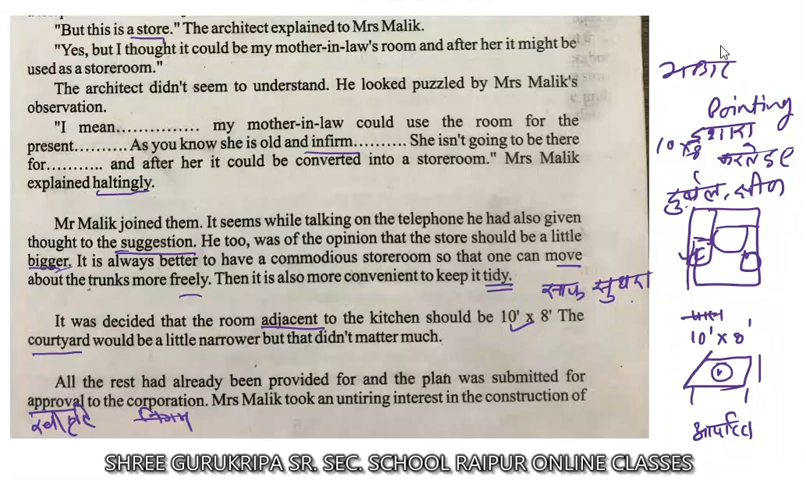 "But this is a store." The architect explained to Mrs Malik.
"Yes, but I thought it could be my mother-in-law's room and after her it might be
used as a storeroom."
The architect didn't seem to understand. He looked puzzled by Mrs Malik's
observation.
"I mean............... my mother-in-law could use the room for the
present.......... As you know she is old and infirm.......... She isn't going to be there
for........... and after her it could be converted into a storeroom." Mrs Malik
explained haltingly.
Mr Malik joined them. It seems while talking on the telephone he had also given
thought to the suggestion. He too, was of the opinion that the store should be a little
bigger. It is always better to have a commodious storeroom so that one can move
about the trunks more freely. Then it is also more convenient to keep it tidy.
साफ सुथरा
It was decided that the room adjacent to the kitchen should be 10' x 8' The
courtyard would be a little narrower but that didn't matter much.
All the rest had already been provided for and the plan was submitted for
approval to the corporation. Mrs Malik took an untiring interest in the construction of
निगम
Pointing
इशारा
10 x 8
करते हुए
दुर्बल, क्षीण
10' x 8'
SHREE GURUKRIPA SR. SEC. SCHOOL RAIPUR ONLINE CLASSES